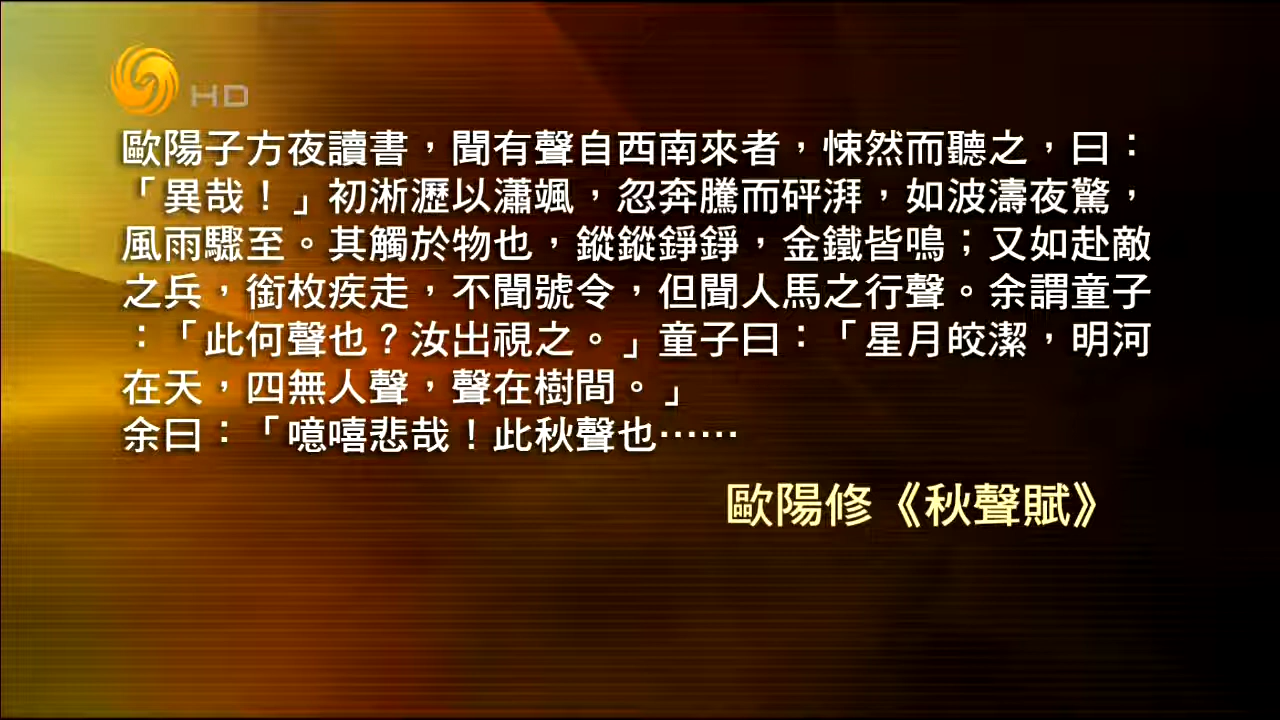 HD
歐陽子方夜讀書，聞有聲自西南來者，悚然而聽之，曰：
「異哉！」初淅瀝以瀟颯，忽奔騰而砰湃，如波濤夜驚，
風雨驟至。其觸於物也，鏦鏦錚錚，金鐵皆鳴；又如赴敵
之兵，銜枚疾走，不聞號令，但聞人馬之行聲。余謂童子
：「此何聲也？汝出視之。」童子曰：「星月皎潔，明河
在天，四無人聲，聲在樹間。」
余曰：「噫嘻悲哉！此秋聲也……
歐陽修《秋聲賦》